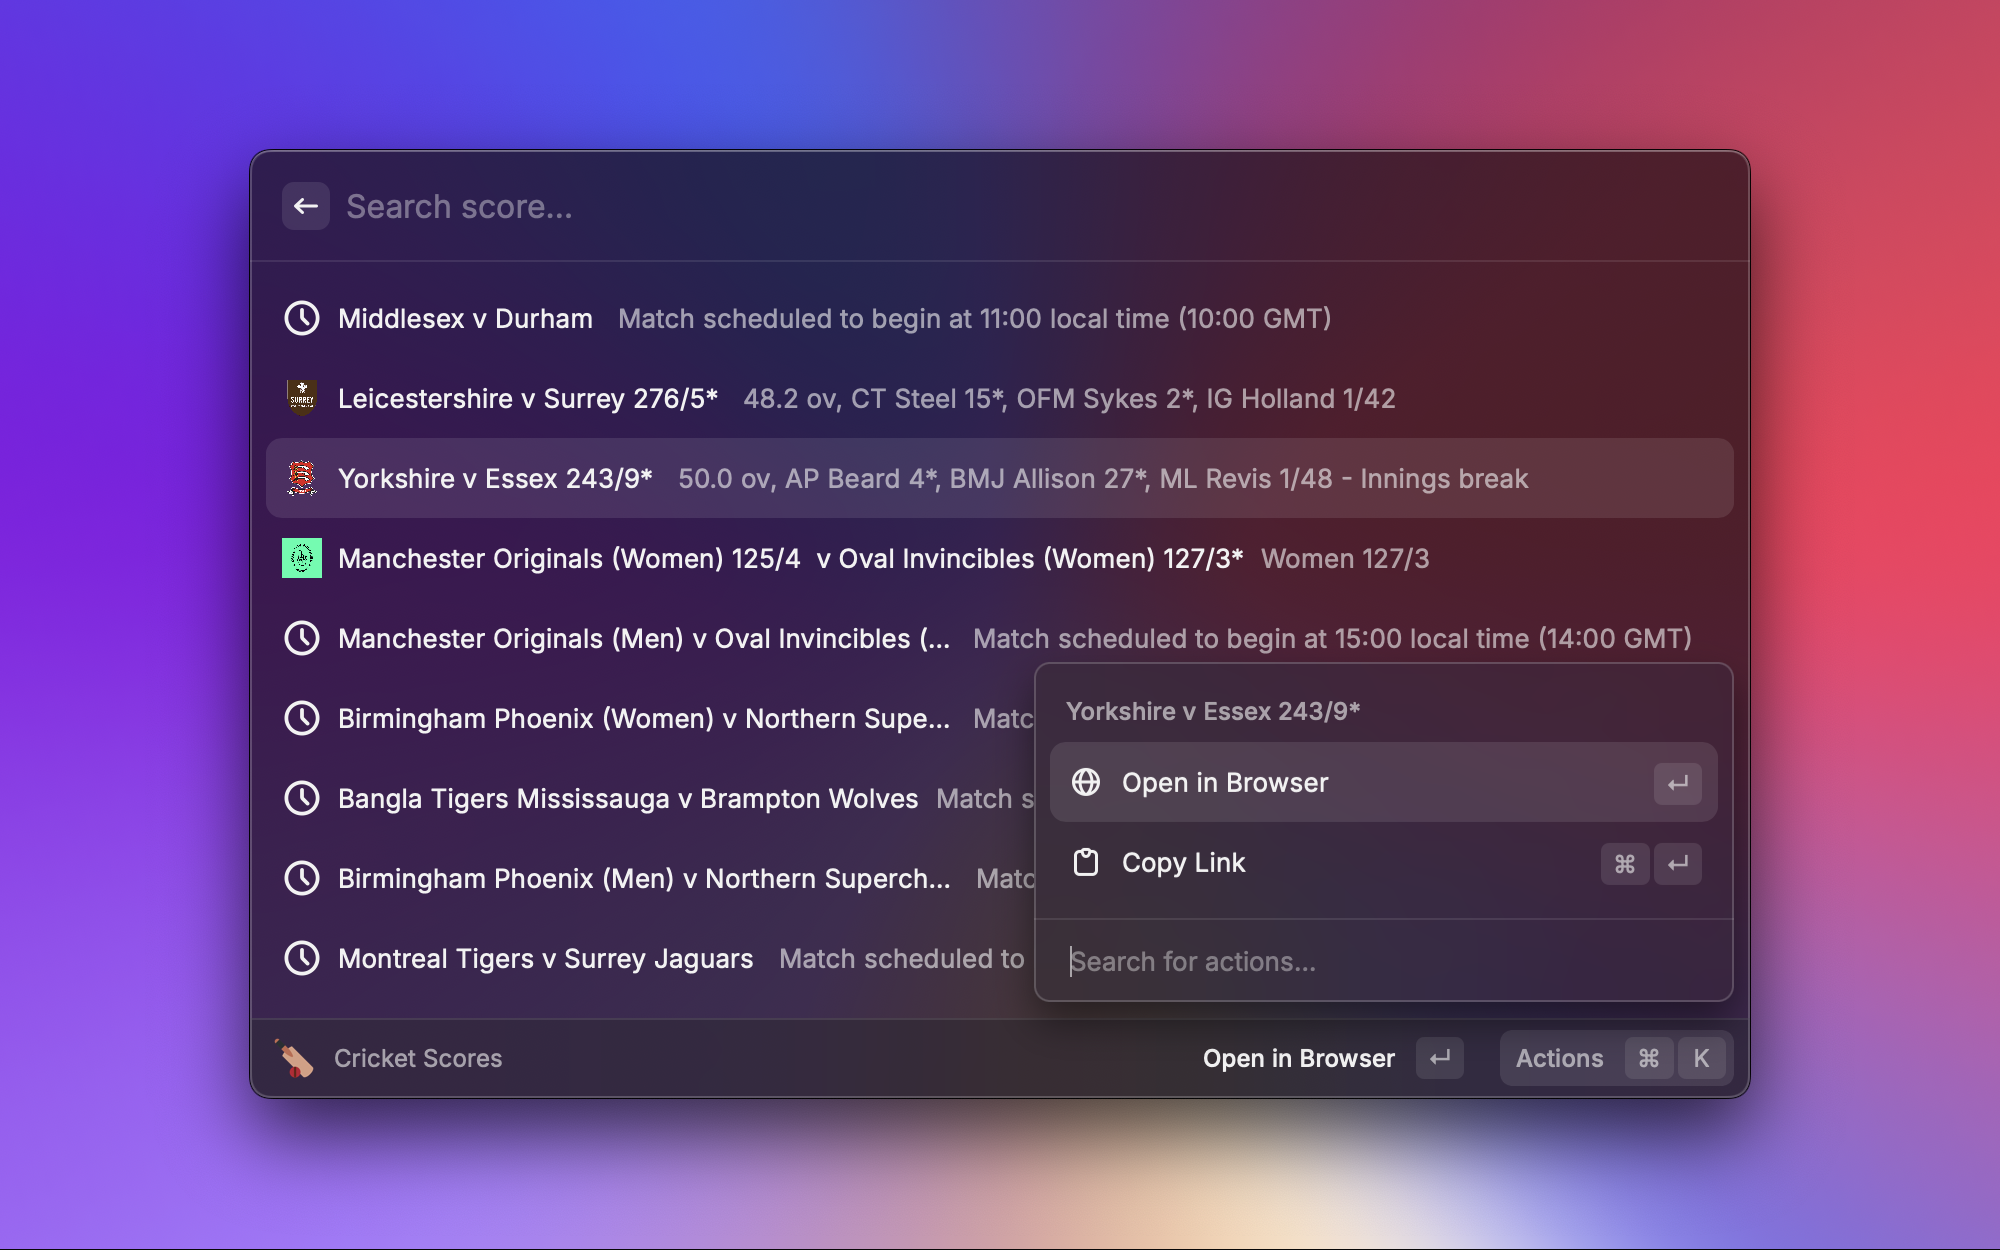 Search score...
Middlesex v Durham Match scheduled to begin at 11:00 local time (10:00 GMT)
SURREY
Leicestershire v Surrey 276/5* 48.2 ov, CT Steel 15*, OFM Sykes 2*, IG Holland 1/42
Yorkshire v Essex 243/9* 50.0 ov, AP Beard 4*, BMJ Allison 27*, ML Revis 1/48 - Innings break
Manchester Originals (Women) 125/4 v Oval Invincibles (Women) 127/3* Women 127/3
Manchester Originals (Men) v Oval Invincibles (... Match scheduled to begin at 15:00 local time (14:00 GMT)
Birmingham Phoenix (Women) v Northern Supe... Matc
Bangla Tigers Mississauga v Brampton Wolves Match s
Birmingham Phoenix (Men) v Northern Superch... Matc
Montreal Tigers v Surrey Jaguars Match scheduled to
Yorkshire v Essex 243/9*
Open in Browser ↵
Copy Link ⌘ ↵
Search for actions...
Cricket Scores
Open in Browser ↵ Actions ⌘ K